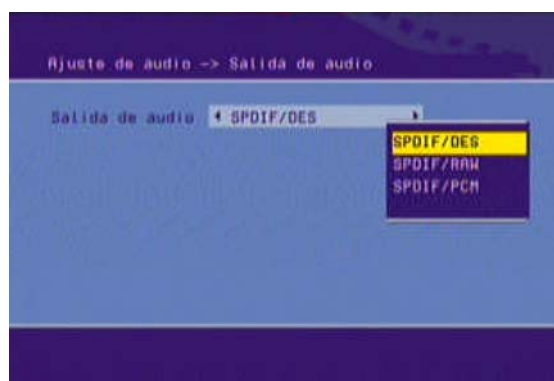 Ajuste de audio -> Salida de audio
Salida de audio SPDIF/DES
SPDIF/DES
SPDIF/RAW
SPDIF/PCM